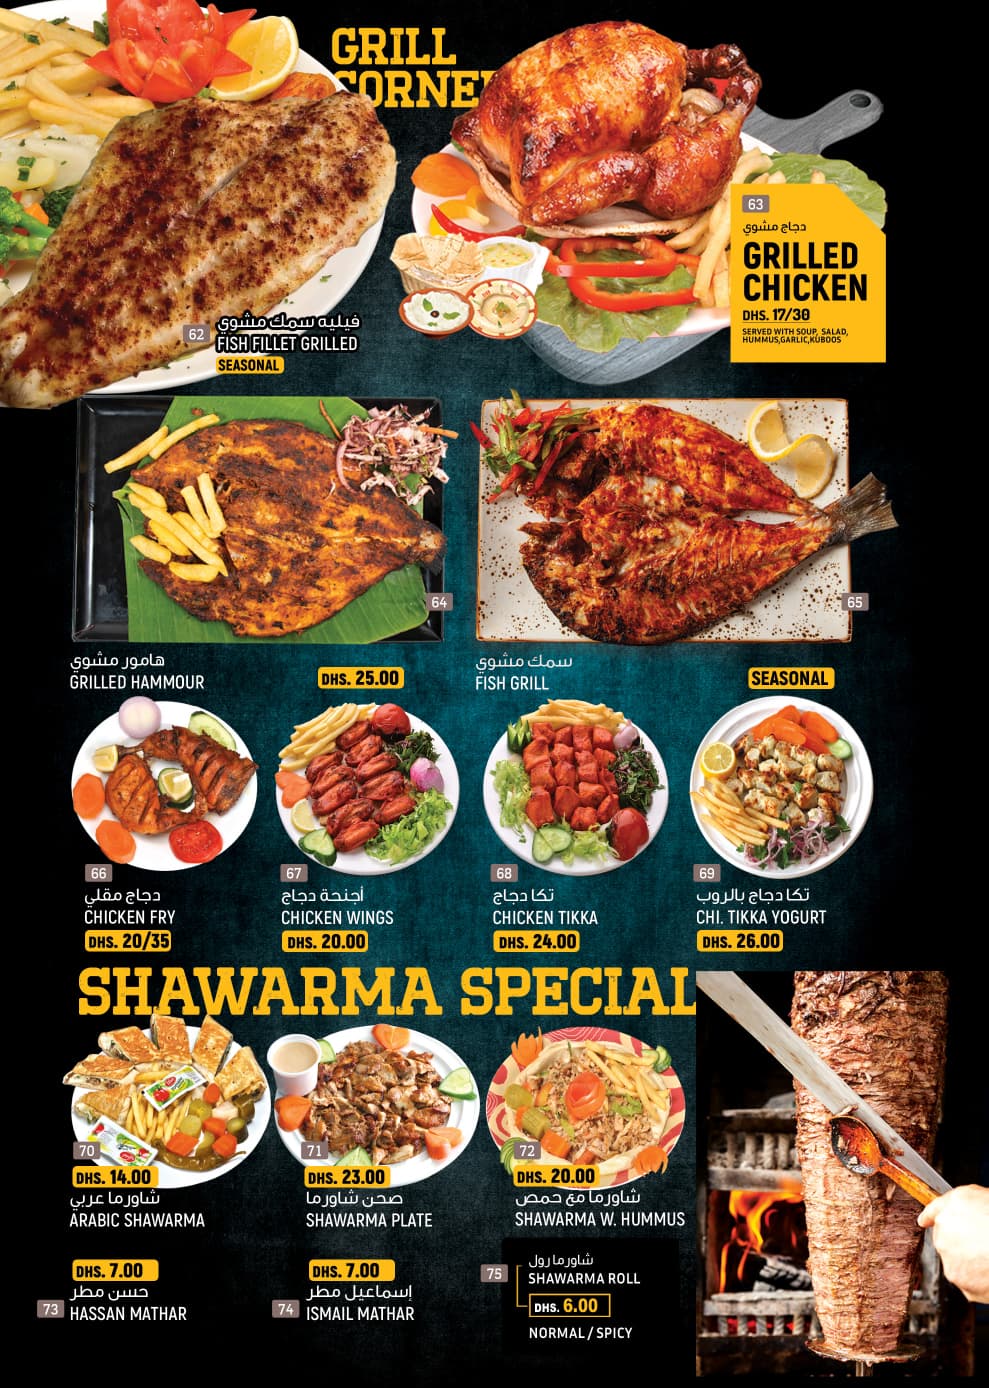 GRILL
CORNER
63
دجاج مشوي
GRILLED
CHICKEN
DHS. 17/30
SERVED WITH SOUP, SALAD,
HUMMUS,GARLIC,KUBOOS
62
فيليه سمك مشوي
FISH FILLET GRILLED
SEASONAL
64
هامور مشوي
GRILLED HAMMOUR
DHS. 25.00
65
سمك مشوي
FISH GRILL
SEASONAL
66
دجاج مقلي
CHICKEN FRY
DHS. 20/35
67
أجنحة دجاج
CHICKEN WINGS
DHS. 20.00
68
تكا دجاج
CHICKEN TIKKA
DHS. 24.00
69
تكا دجاج بالروب
CHI. TIKKA YOGURT
DHS. 26.00
SHAWARMA SPECIAL
70
DHS. 14.00
شاورما عربي
ARABIC SHAWARMA
71
DHS. 23.00
صحن شاورما
SHAWARMA PLATE
72
DHS. 20.00
شاورما مع حمص
SHAWARMA W. HUMMUS
DHS. 7.00
حسن مطر
73 HASSAN MATHAR
DHS. 7.00
إسماعيل مطر
74 ISMAIL MATHAR
75
شاورما رول
SHAWARMA ROLL
DHS. 6.00
NORMAL / SPICY